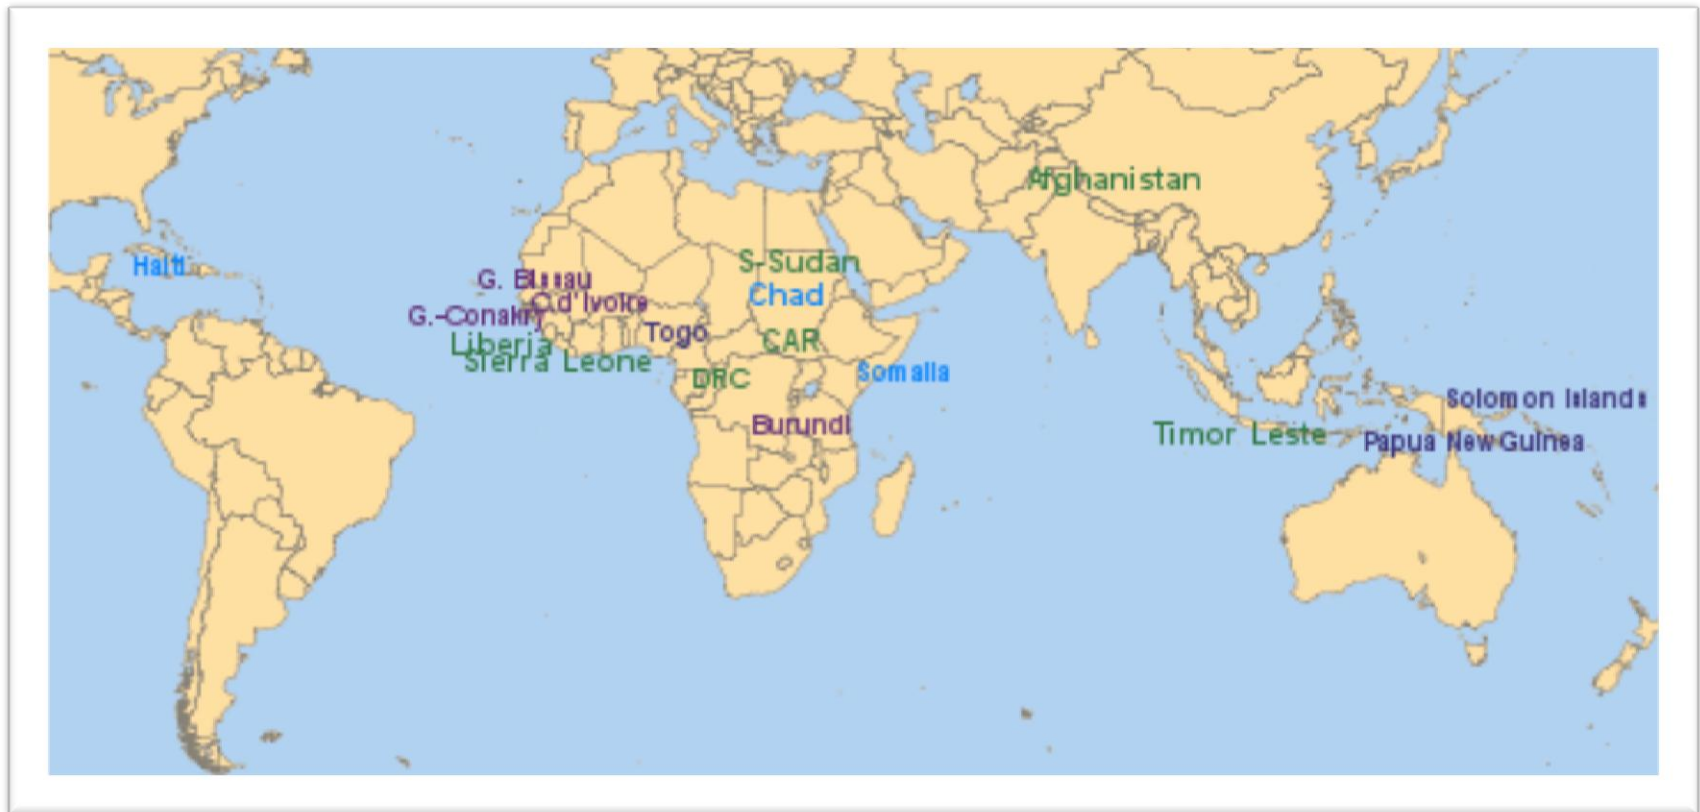 Afghanistan
S-Sudan
Haiti
G. Bissau
Chad
C.d'Ivoire
G.-Conakry
Togo
CAR
Liberia
Sierra Leone
Somalia
DRC
Solomon Islands
Burundi
Timor Leste
Papua New Guinea